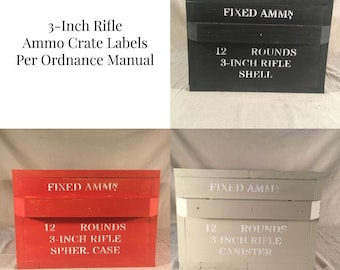 3-Inch Rifle
Ammo Crate Labels
Per Ordnance Manual
FIXED AMMN
12 ROUNDS
3-INCH RIFLE
SHELL
FIXED AMMN
12 ROUNDS
3-INCH RIFLE
SPHER. CASE
FIXED AMMN
12 ROUNDS
3-INCH RIFLE
CANISTER